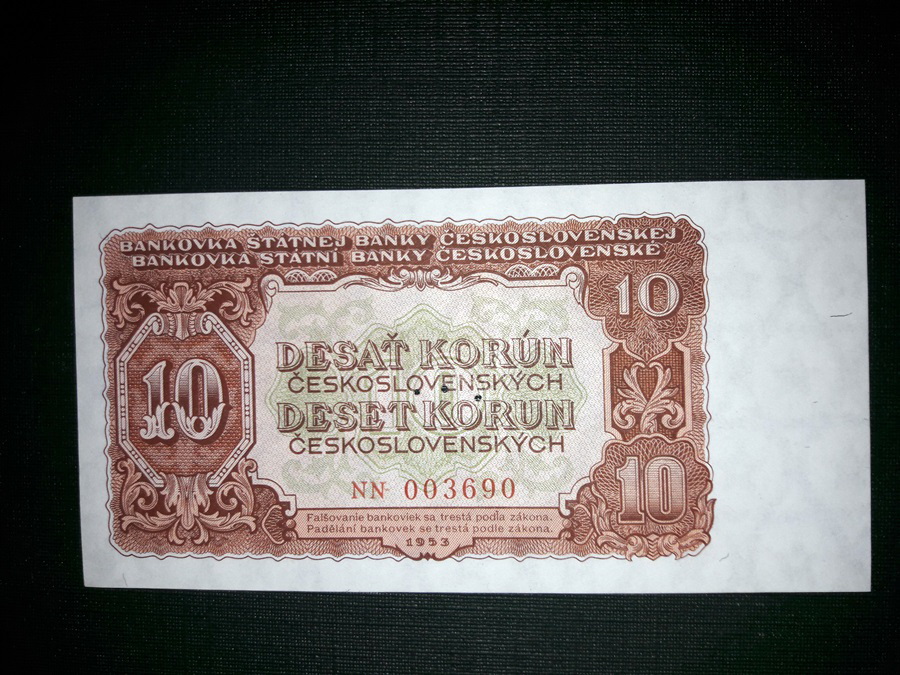 BANKOVKA ŠTÁTNEJ BANKY ČESKOSLOVENSKEJ
BANKOVKA STÁTNÍ BANKY ČESKOSLOVENSKÉ
10
10
DESAŤ KORÚN
ČESKOSLOVENSKÝCH
DESET KORUN
ČESKOSLOVENSKÝCH
NN 003690
10
Falšovanie bankoviek sa trestá podľa zákona.
Padělání bankovek se trestá podle zákona.
1953